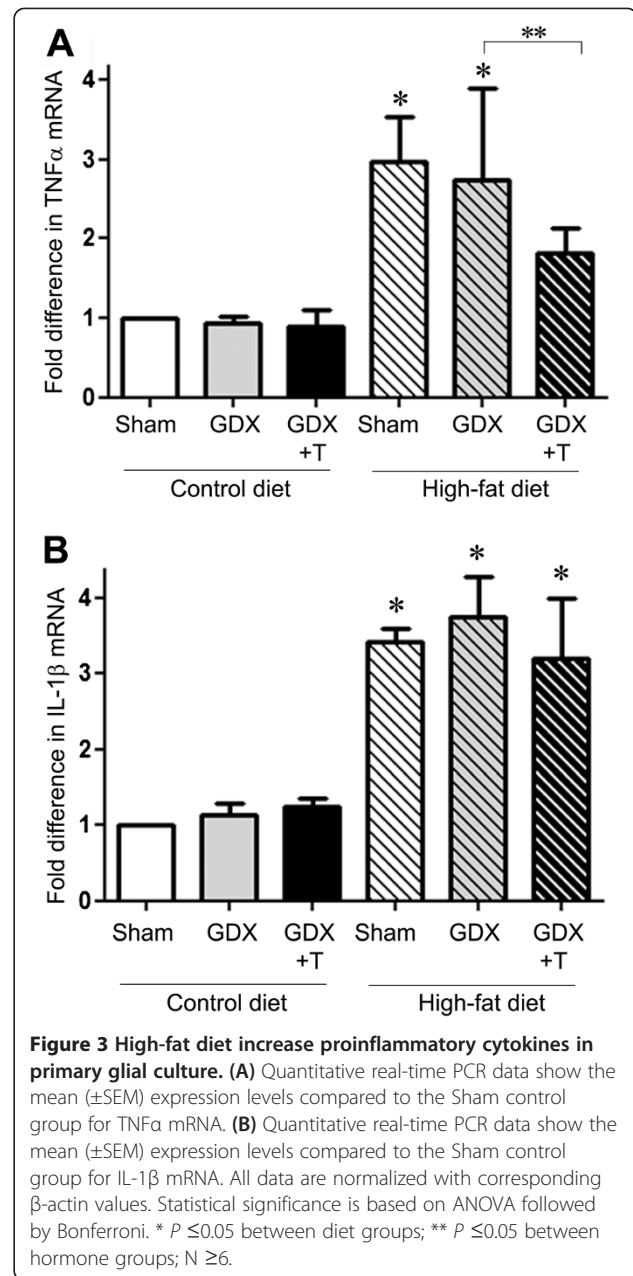 A
**
Fold difference in TNFα mRNA
4
3
2
1
0
*
*
Sham
GDX
GDX
+T
Sham
GDX
GDX
+T
Control diet
High-fat diet
B
Fold difference in IL-1β mRNA
4
3
2
1
0
*
*
*
Sham
GDX
GDX
+T
Sham
GDX
GDX
+T
Control diet
High-fat diet
Figure 3 High-fat diet increase proinflammatory cytokines in
primary glial culture. (A) Quantitative real-time PCR data show the
mean (±SEM) expression levels compared to the Sham control
group for TNFα mRNA. (B) Quantitative real-time PCR data show the
mean (±SEM) expression levels compared to the Sham control
group for IL-1β mRNA. All data are normalized with corresponding
β-actin values. Statistical significance is based on ANOVA followed
by Bonferroni. * P ≤0.05 between diet groups; ** P ≤0.05 between
hormone groups; N ≥6.